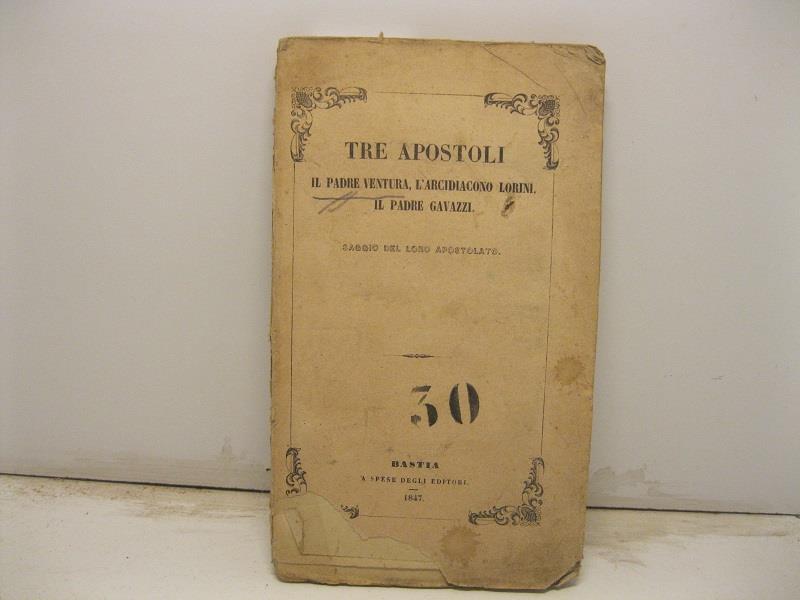 TRE APOSTOLI
IL PADRE VENTURA, L'ARCIDIACONO LORINI,
IL PADRE GAVAZZI.
SAGGIO DEL LORO APOSTOLATO.
30
BASTIA
A SPESE DEGLI EDITORI.
1847.